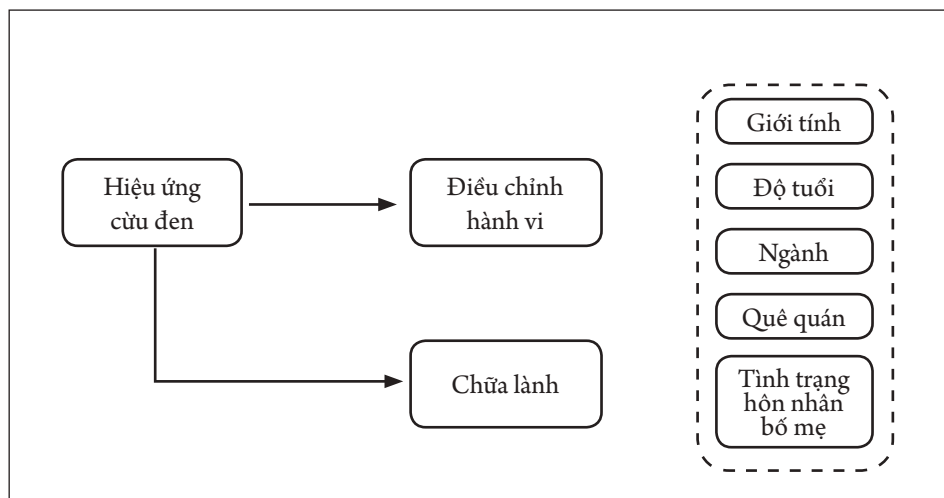 Hiệu ứng
cừu đen
Điều chỉnh
hành vi
Chữa lành
Giới tính
Độ tuổi
Ngành
Quê quán
Tình trạng
hôn nhân
bố mẹ